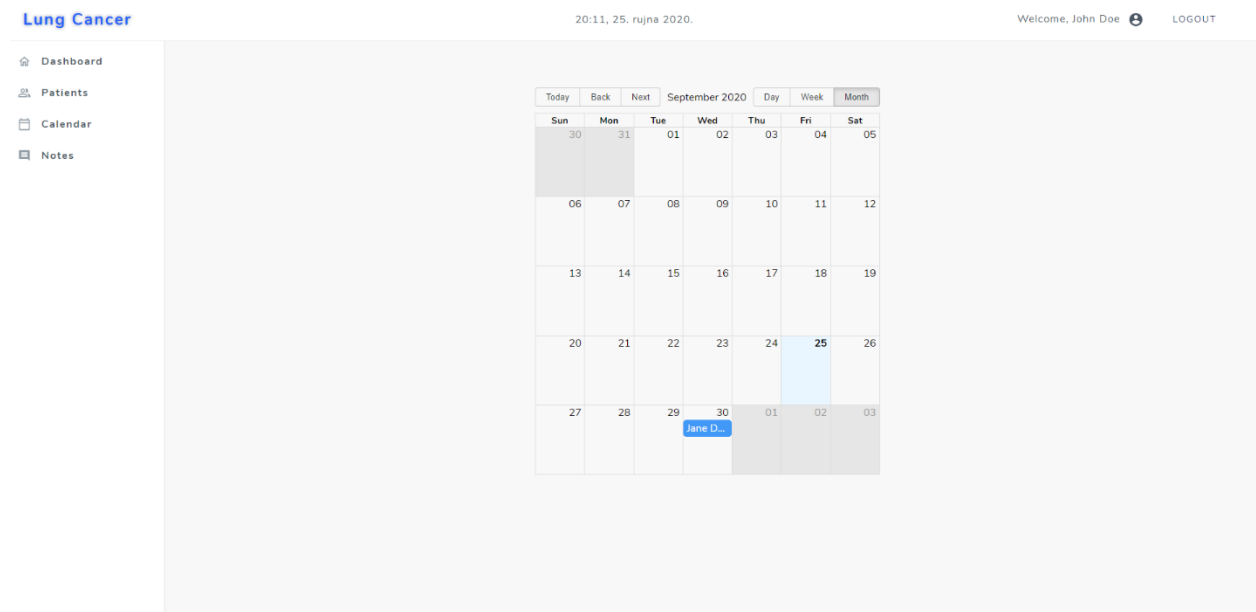 Lung Cancer 20:11, 25. rujna 2020. Welcome, John Doe LOGOUT
Dashboard
Patients
Calendar
Notes
Today Back Next September 2020 Day Week Month
Sun Mon Tue Wed Thu Fri Sat
30 31 01 02 03 04 05
06 07 08 09 10 11 12
13 14 15 16 17 18 19
20 21 22 23 24 25 26
27 28 29 30 01 02 03
Jane D...